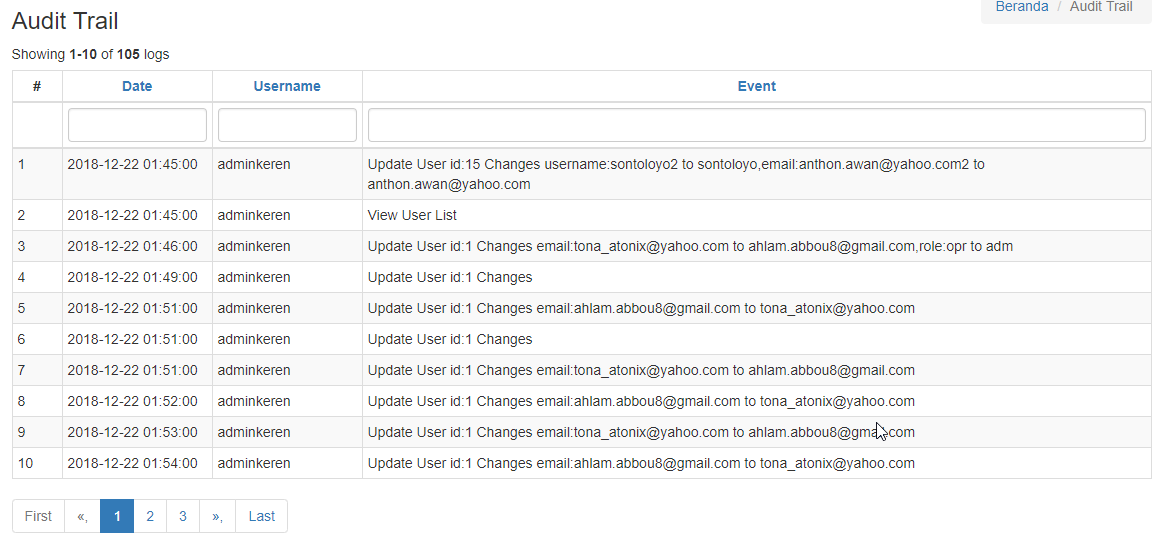 Beranda / Audit Trail
Audit Trail
Showing 1-10 of 105 logs
# Date Username Event
1 2018-12-22 01:45:00 adminkeren Update User id:15 Changes username:sontoloyo2 to sontoloyo,email:anthon.awan@yahoo.com2 to
anthon.awan@yahoo.com
2 2018-12-22 01:45:00 adminkeren View User List
3 2018-12-22 01:46:00 adminkeren Update User id:1 Changes email:tona_atonix@yahoo.com to ahlam.abbou8@gmail.com,role:opr to adm
4 2018-12-22 01:49:00 adminkeren Update User id:1 Changes
5 2018-12-22 01:51:00 adminkeren Update User id:1 Changes email:ahlam.abbou8@gmail.com to tona_atonix@yahoo.com
6 2018-12-22 01:51:00 adminkeren Update User id:1 Changes
7 2018-12-22 01:51:00 adminkeren Update User id:1 Changes email:tona_atonix@yahoo.com to ahlam.abbou8@gmail.com
8 2018-12-22 01:52:00 adminkeren Update User id:1 Changes email:ahlam.abbou8@gmail.com to tona_atonix@yahoo.com
9 2018-12-22 01:53:00 adminkeren Update User id:1 Changes email:tona_atonix@yahoo.com to ahlam.abbou8@gmail.com
10 2018-12-22 01:54:00 adminkeren Update User id:1 Changes email:ahlam.abbou8@gmail.com to tona_atonix@yahoo.com
First «, 1 2 3 », Last